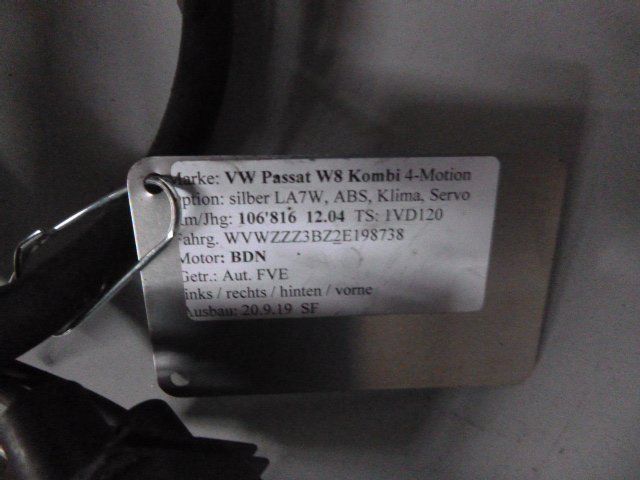 Marke: VW Passat W8 Kombi 4-Motion
Option: silber LA7W, ABS, Klima, Servo
Km/Jhg: 106'816 12.04 TS: 1VD120
Fahrg. WVWZZZ3BZ2E198738
Motor: BDN
Getr.: Aut. FVE
links / rechts / hinten / vorne
Ausbau: 20.9.19 SF